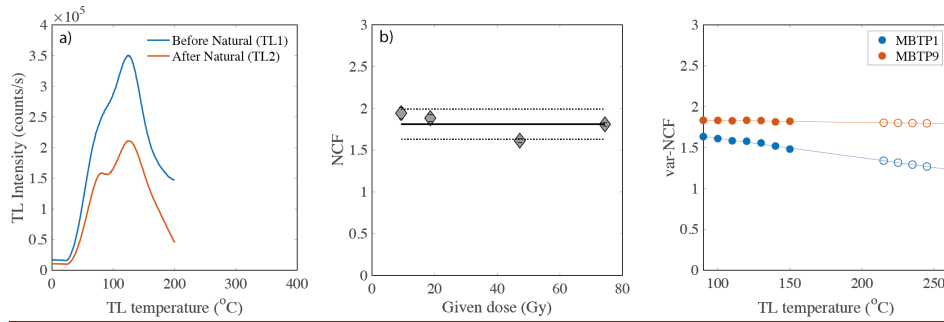 ×10⁵
a)
Before Natural (TL1)
After Natural (TL2)
4
3.5
3
2.5
2
1.5
1
0.5
0
0 100 200 300 400
TL Intensity (counts/s)
TL temperature (°C)
b)
3
2.5
2
1.5
1
0.5
0
0 20 40 60 80
NCF
Given dose (Gy)
MBTP1
MBTP9
3
2.5
2
1.5
1
0.5
0
100 150 200 250
var-NCF
TL temperature (°C)